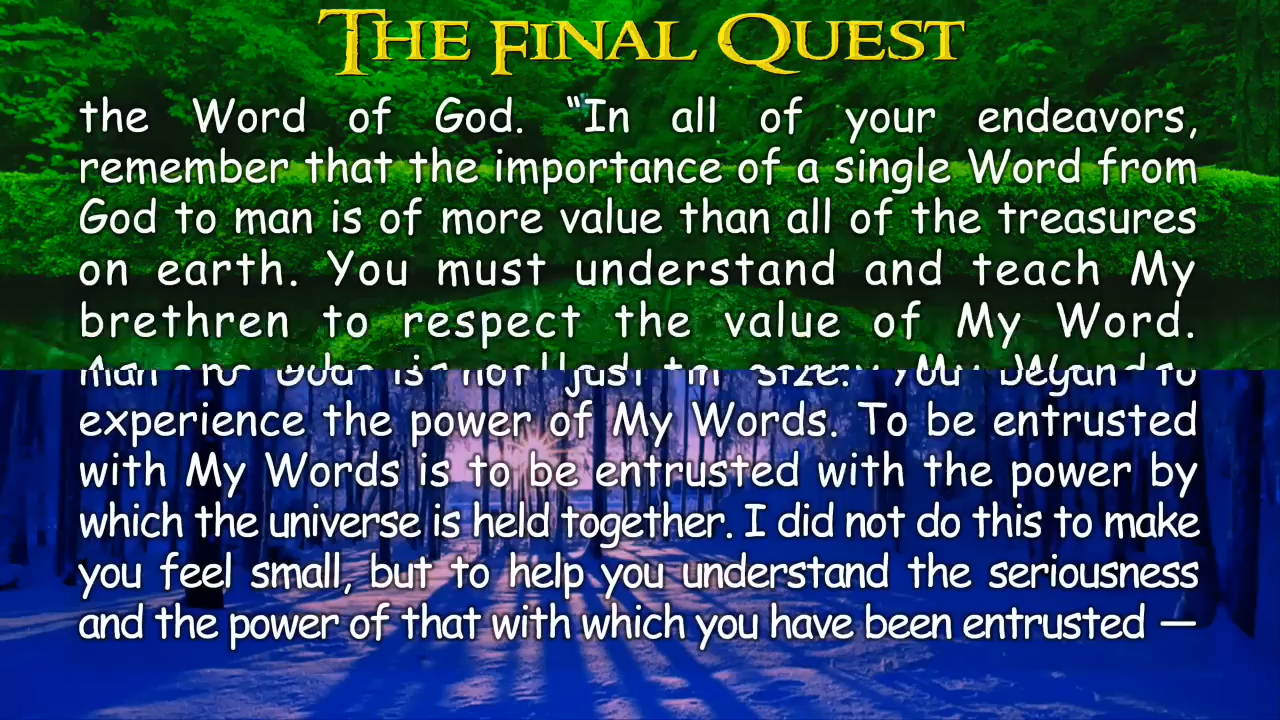 THE FINAL QUEST
the Word of God. “In all of your endeavors,
remember that the importance of a single Word from
God to man is of more value than all of the treasures
on earth. You must understand and teach My
brethren to respect the value of My Word.
experience the power of My Words. To be entrusted
with My Words is to be entrusted with the power by
which the universe is held together. I did not do this to make
you feel small, but to help you understand the seriousness
and the power of that with which you have been entrusted —